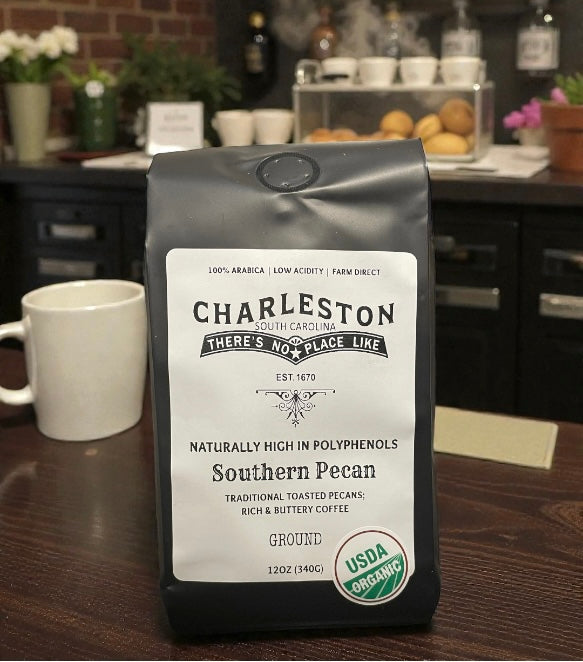 100% ARABICA | LOW ACIDITY | FARM DIRECT
CHARLESTON
SOUTH CAROLINA
THERE'S NO PLACE LIKE
EST. 1670
NATURALLY HIGH IN POLYPHENOLS
Southern Pecan
TRADITIONAL TOASTED PECANS;
RICH & BUTTERY COFFEE
GROUND
12OZ (340G)
USDA
ORGANIC